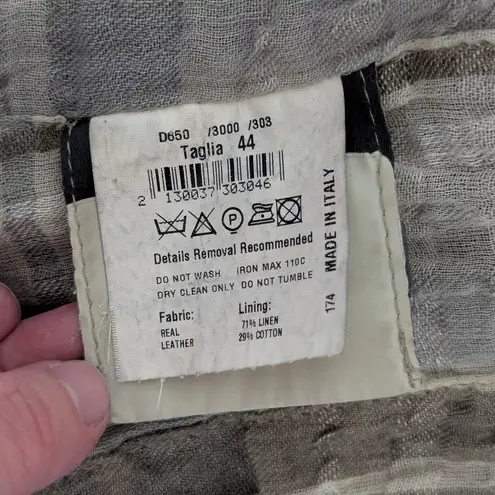 D650 /3000 /303
Taglia 44
2 130037 303046
P
Details Removal Recommended
DO NOT WASH IRON MAX 110C
DRY CLEAN ONLY DO NOT TUMBLE
Fabric: Lining:
REAL 71% LINEN
LEATHER 29% COTTON
174 MADE IN ITALY